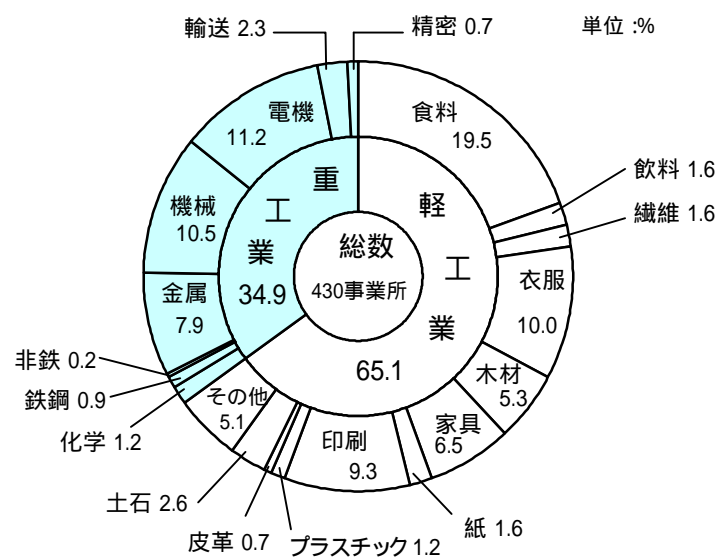 単位 :%
総数
430事業所
軽工業
65.1
重工業
34.9
食料
19.5
飲料 1.6
繊維 1.6
衣服
10.0
木材
5.3
家具
6.5
紙 1.6
印刷
9.3
プラスチック 1.2
皮革 0.7
土石 2.6
その他
5.1
化学 1.2
鉄鋼 0.9
非鉄 0.2
金属
7.9
機械
10.5
電機
11.2
輸送 2.3
精密 0.7